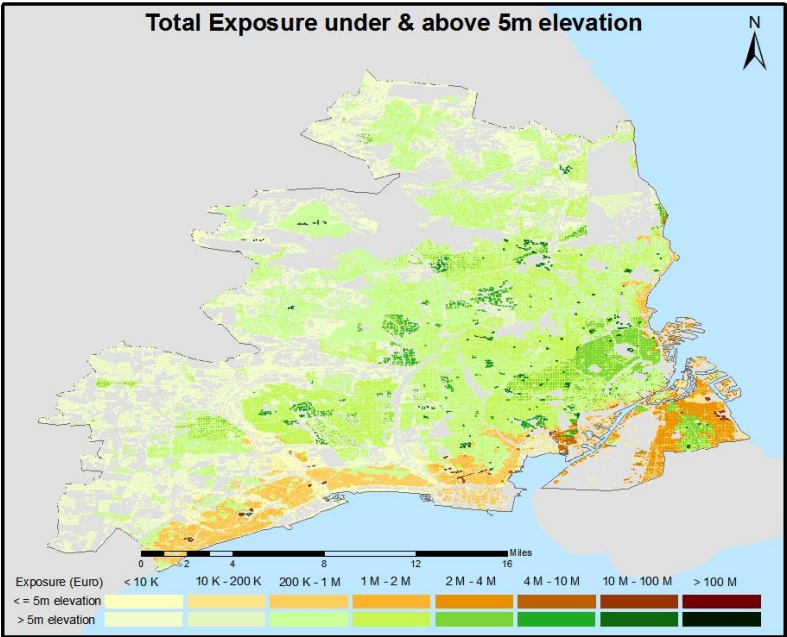 Total Exposure under & above 5m elevation
N
Miles
0 2 4 8 12 16
Exposure (Euro) < 10 K 10 K - 200 K 200 K - 1 M 1 M - 2 M 2 M - 4 M 4 M - 10 M 10 M - 100 M > 100 M
< = 5m elevation
> 5m elevation